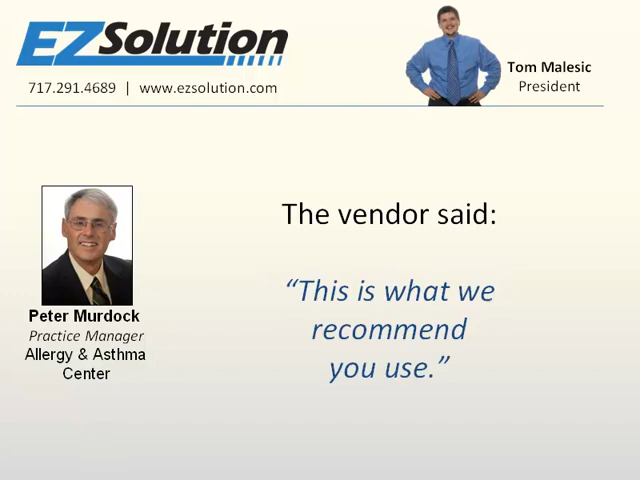 EZSolution
717.291.4689 | www.ezsolution.com
Tom Malesic
President
Peter Murdock
Practice Manager
Allergy & Asthma
Center
The vendor said:
“This is what we
recommend
you use.”